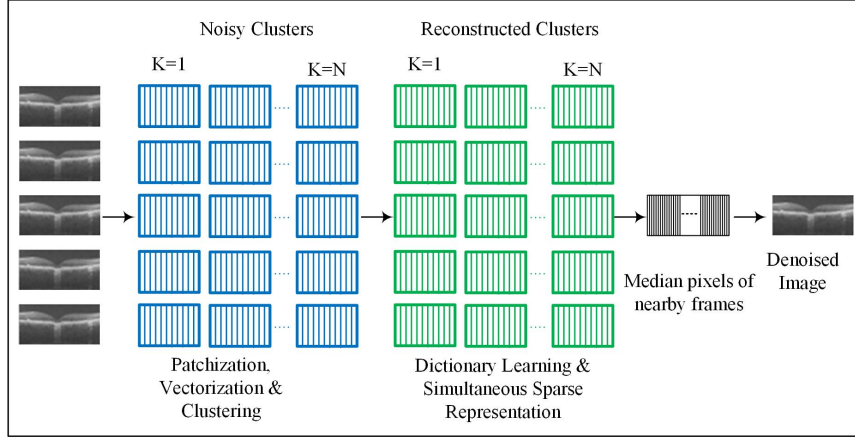 Noisy Clusters
Reconstructed Clusters
K=1
K=N
K=1
K=N
Median pixels of
nearby frames
Denoised
Image
Patchization,
Vectorization &
Clustering
Dictionary Learning &
Simultaneous Sparse
Representation